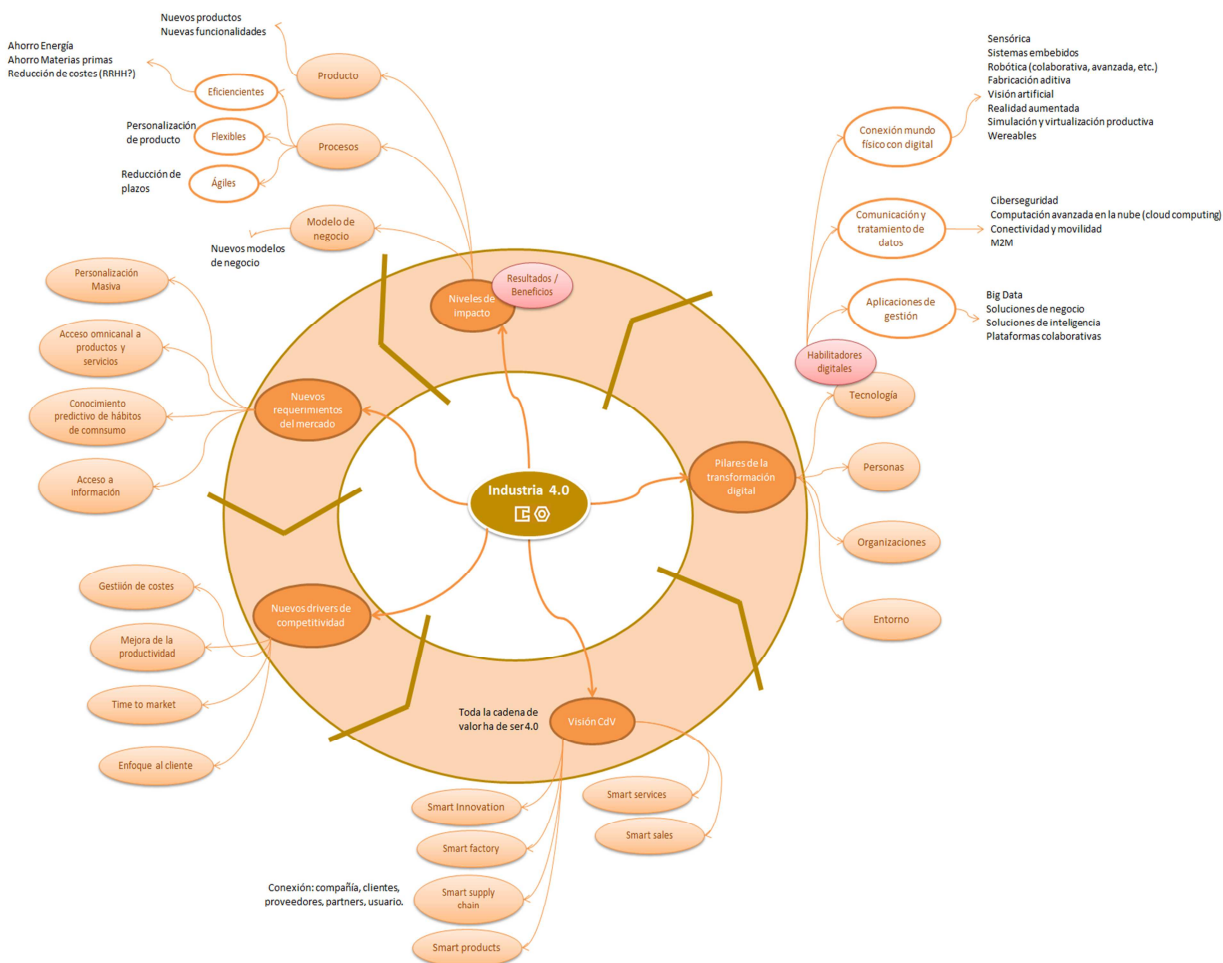 Nuevos productos
Nuevas funcionalidades
Ahorro Energía
Ahorro Materias primas
Reducción de costes (RRHH?)
Producto
Eficiencientes
Personalización
de producto
Flexibles
Procesos
Reducción de
plazos
Ágiles
Modelo de
negocio
Nuevos modelos
de negocio
Niveles de
impacto
Resultados /
Beneficios
Sensórica
Sistemas embebidos
Robótica (colaborativa, avanzada, etc.)
Fabricación aditiva
Visión artificial
Realidad aumentada
Simulación y virtualización productiva
Wereables
Conexión mundo
físico con digital
Comunicación y
tratamiento de
datos
Ciberseguridad
Computación avanzada en la nube (cloud computing)
Conectividad y movilidad
M2M
Aplicaciones de
gestión
Big Data
Soluciones de negocio
Soluciones de inteligencia
Plataformas colaborativas
Habilitadores
digitales
Tecnología
Personas
Organizaciones
Entorno
Pilares de la
transformación
digital
Personalización
Masiva
Acceso omnicanal a
productos y
servicios
Conocimiento
predictivo de hábitos
de comnsumo
Acceso a
información
Nuevos
requerimientos
del mercado
Industria 4.0
Gestiión de costes
Mejora de la
productividad
Time to market
Enfoque al cliente
Nuevos drivers de
competitividad
Toda la cadena de
valor ha de ser 4.0
Visión CdV
Smart services
Smart sales
Smart Innovation
Smart factory
Conexión: compañía, clientes,
proveedores, partners, usuario.
Smart supply
chain
Smart products